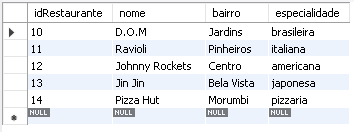 idRestaurante nome bairro especialidade
10 D.O.M Jardins brasileira
11 Ravioli Pinheiros italiana
12 Johnny Rockets Centro americana
13 Jin Jin Bela Vista japonesa
14 Pizza Hut Morumbi pizzaria
NULL NULL NULL NULL